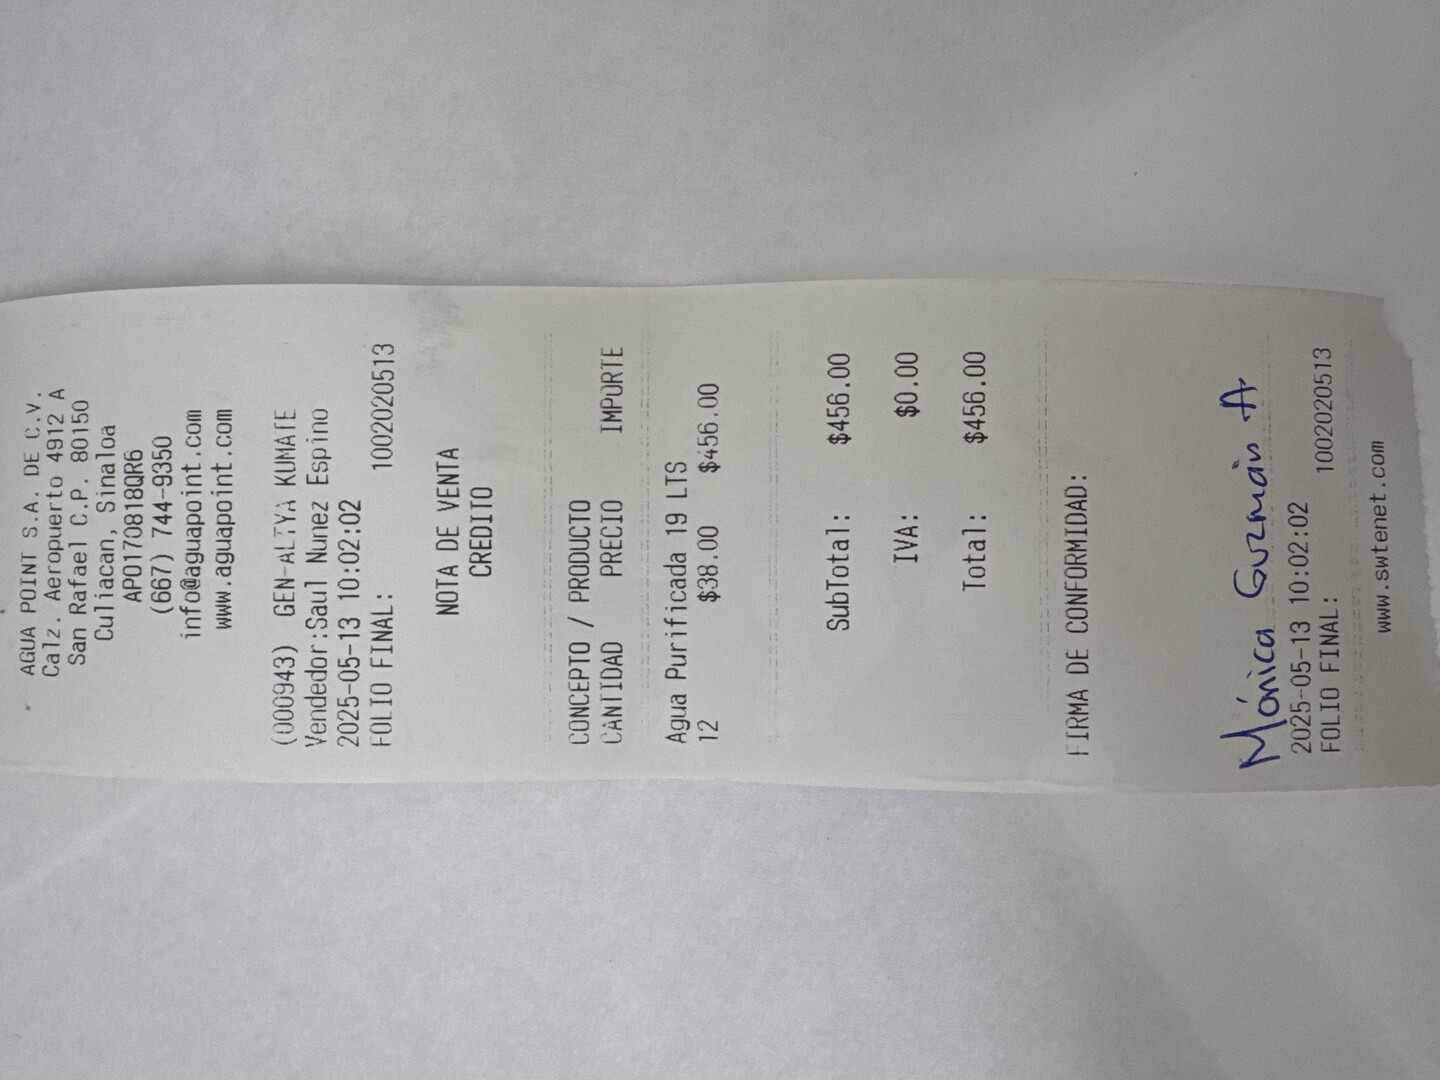 AGUA POINT S.A. DE C.V.
Calz. Aeropuerto 4912 A
San Rafael C.P. 80150
Culiacan, Sinaloa
APO170818QR6
(667) 744-9350
info@aguapoint.com
www.aguapoint.com
(000943) GEN-ALTYA KUMATE
Vendedor:Saul Nunez Espino
2025-05-13 10:02:02
FOLIO FINAL: 1002020513
NOTA DE VENTA
CREDITO
CONCEPTO / PRODUCTO
CANTIDAD PRECIO IMPORTE
Agua Purificada 19 LTS
12 $38.00 $456.00
SubTotal: $456.00
IVA: $0.00
Total: $456.00
FIRMA DE CONFORMIDAD:
Mónica Guzmán A
2025-05-13 10:02:02
FOLIO FINAL: 1002020513
www.swtenet.com